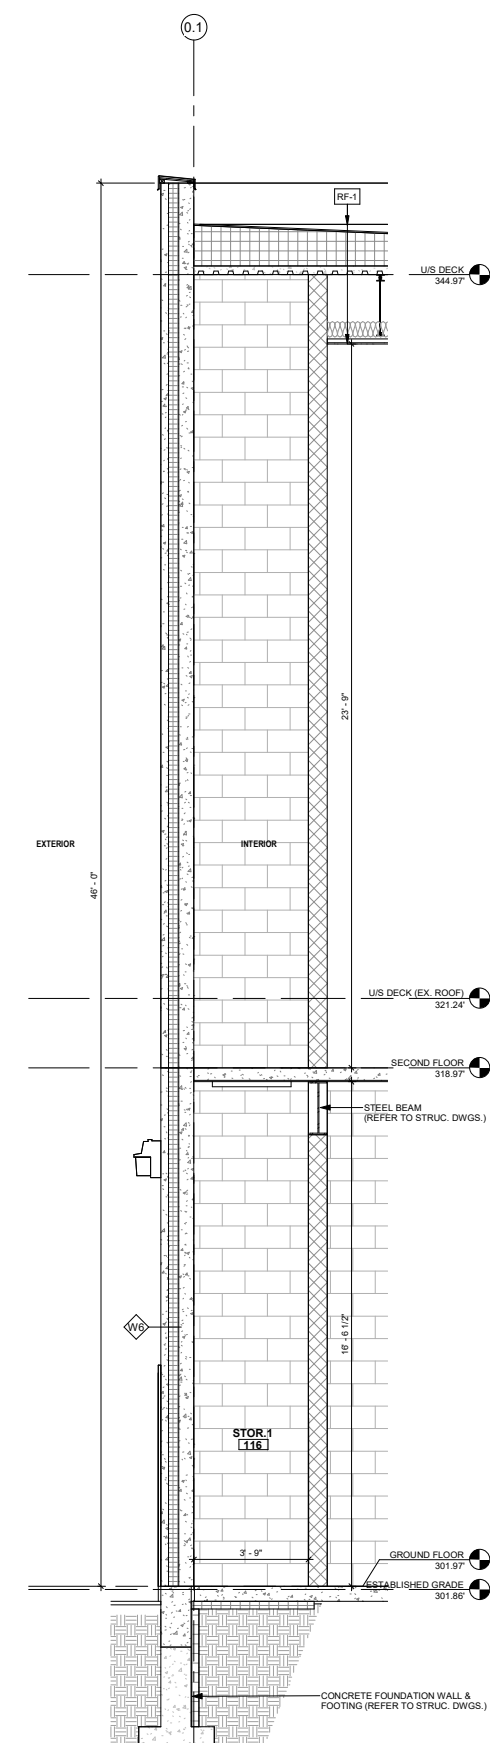 0.1
RF-1
U/S DECK
344.97'
23' - 9"
EXTERIOR
INTERIOR
46' - 0"
U/S DECK (EX. ROOF)
321.24'
SECOND FLOOR
318.97'
STEEL BEAM
(REFER TO STRUC. DWGS.)
W6
16' - 6 1/2"
STOR.1
116
3' - 9"
GROUND FLOOR
301.97'
ESTABLISHED GRADE
301.86'
CONCRETE FOUNDATION WALL &
FOOTING (REFER TO STRUC. DWGS.)